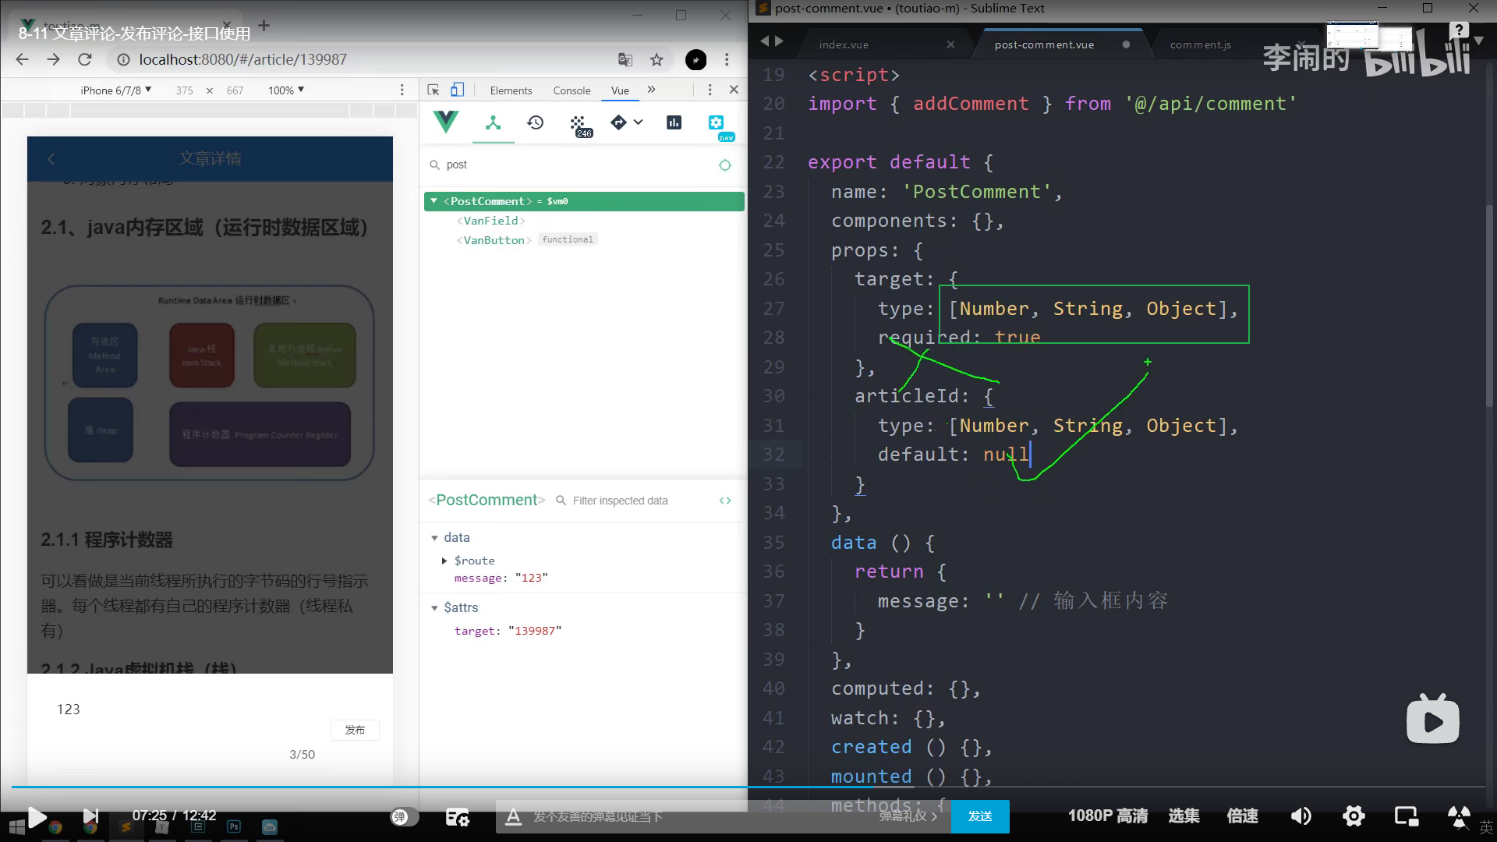 toutiao-m
8-11 文章评论-发布评论-接口使用
localhost:8080/#/article/139987
iPhone 6/7/8 ▼ 375 × 667 100% ▼
文章详情
2.1、java内存区域（运行时数据区域）
Runtime Data Area 运行时数据区：
方法区
Method
Area
Java 栈
Java Stack
本地方法栈 Native
Method Stack
堆 Heap
程序计数器 Program Counter Register
2.1.1 程序计数器
可以看做是当前线程所执行的字节码的行号指示
器。每个线程都有自己的程序计数器（线程私
有）
2.1.2 Java虚拟机栈（栈）
123
发布
3/50
Elements Console Vue »
246
new
post
<PostComment> = $vm0
<VanField>
<VanButton> functional
<PostComment> Filter inspected data <>
data
$route
message: "123"
$attrs
target: "139987"
post-comment.vue • (toutiao-m) - Sublime Text
index.vue × post-comment.vue comment.js
李闹的 bilibili
19 <script>
20 import { addComment } from '@/api/comment'
21
22 export default {
23 name: 'PostComment',
24 components: {},
25 props: {
26 target: {
27 type: [Number, String, Object],
28 required: true
29 },
30 articleId: {
31 type: [Number, String, Object],
32 default: null
33 }
34 },
35 data () {
36 return {
37 message: '' // 输入框内容
38 }
39 },
40 computed: {},
41 watch: {},
42 created () {},
43 mounted () {},
44 methods: {
07:25 / 12:42
弹
发个友善的弹幕见证当下
弹幕礼仪 >
发送
1080P 高清
选集
倍速
英